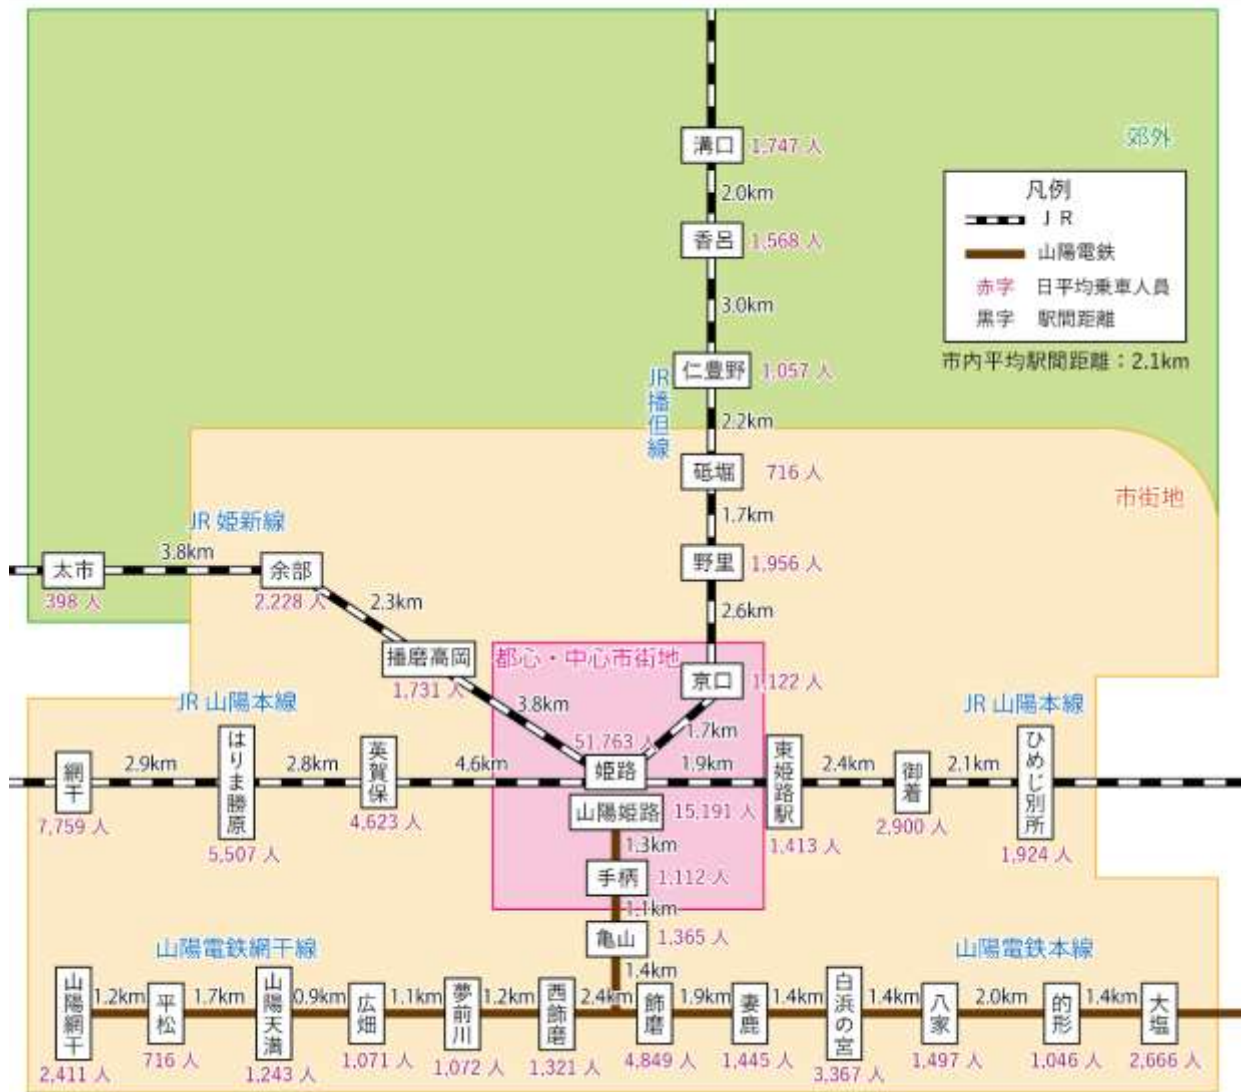 溝口 1,747 人
郊外
2.0km
凡例
ＪＲ
香呂 1,568 人
山陽電鉄
赤字 日平均乗車人員
3.0km
黒字 駅間距離
市内平均駅間距離：2.1km
仁豊野 1,057 人
JR播但線
2.2km
砥堀 716 人
市街地
1.7km
JR 姫新線
3.8km
太市
余部
野里 1,956 人
398 人
2,228 人
2.3km
2.6km
播磨高岡
都心・中心市街地
1,731 人
京口 1,122 人
JR 山陽本線
3.8km
1.7km
JR 山陽本線
51,763 人
網干
2.9km
はりま勝原
2.8km
英賀保
4.6km
姫路
1.9km
東姫路駅
2.4km
御着
2.1km
ひめじ別所
7,759 人
5,507 人
4,623 人
山陽姫路 15,191 人
1,413 人
2,900 人
1,924 人
1.3km
手柄 1,112 人
1.1km
亀山 1,365 人
山陽電鉄網干線
山陽電鉄本線
1.4km
山陽網干
1.2km
平松
1.7km
山陽天満
0.9km
広畑
1.1km
夢前川
1.2km
西飾磨
2.4km
飾磨
1.9km
妻鹿
1.4km
白浜の宮
1.4km
八家
2.0km
的形
1.4km
大塩
2,411 人
716 人
1,243 人
1,071 人
1,072 人
1,321 人
4,849 人
1,445 人
3,367 人
1,497 人
1,046 人
2,666 人